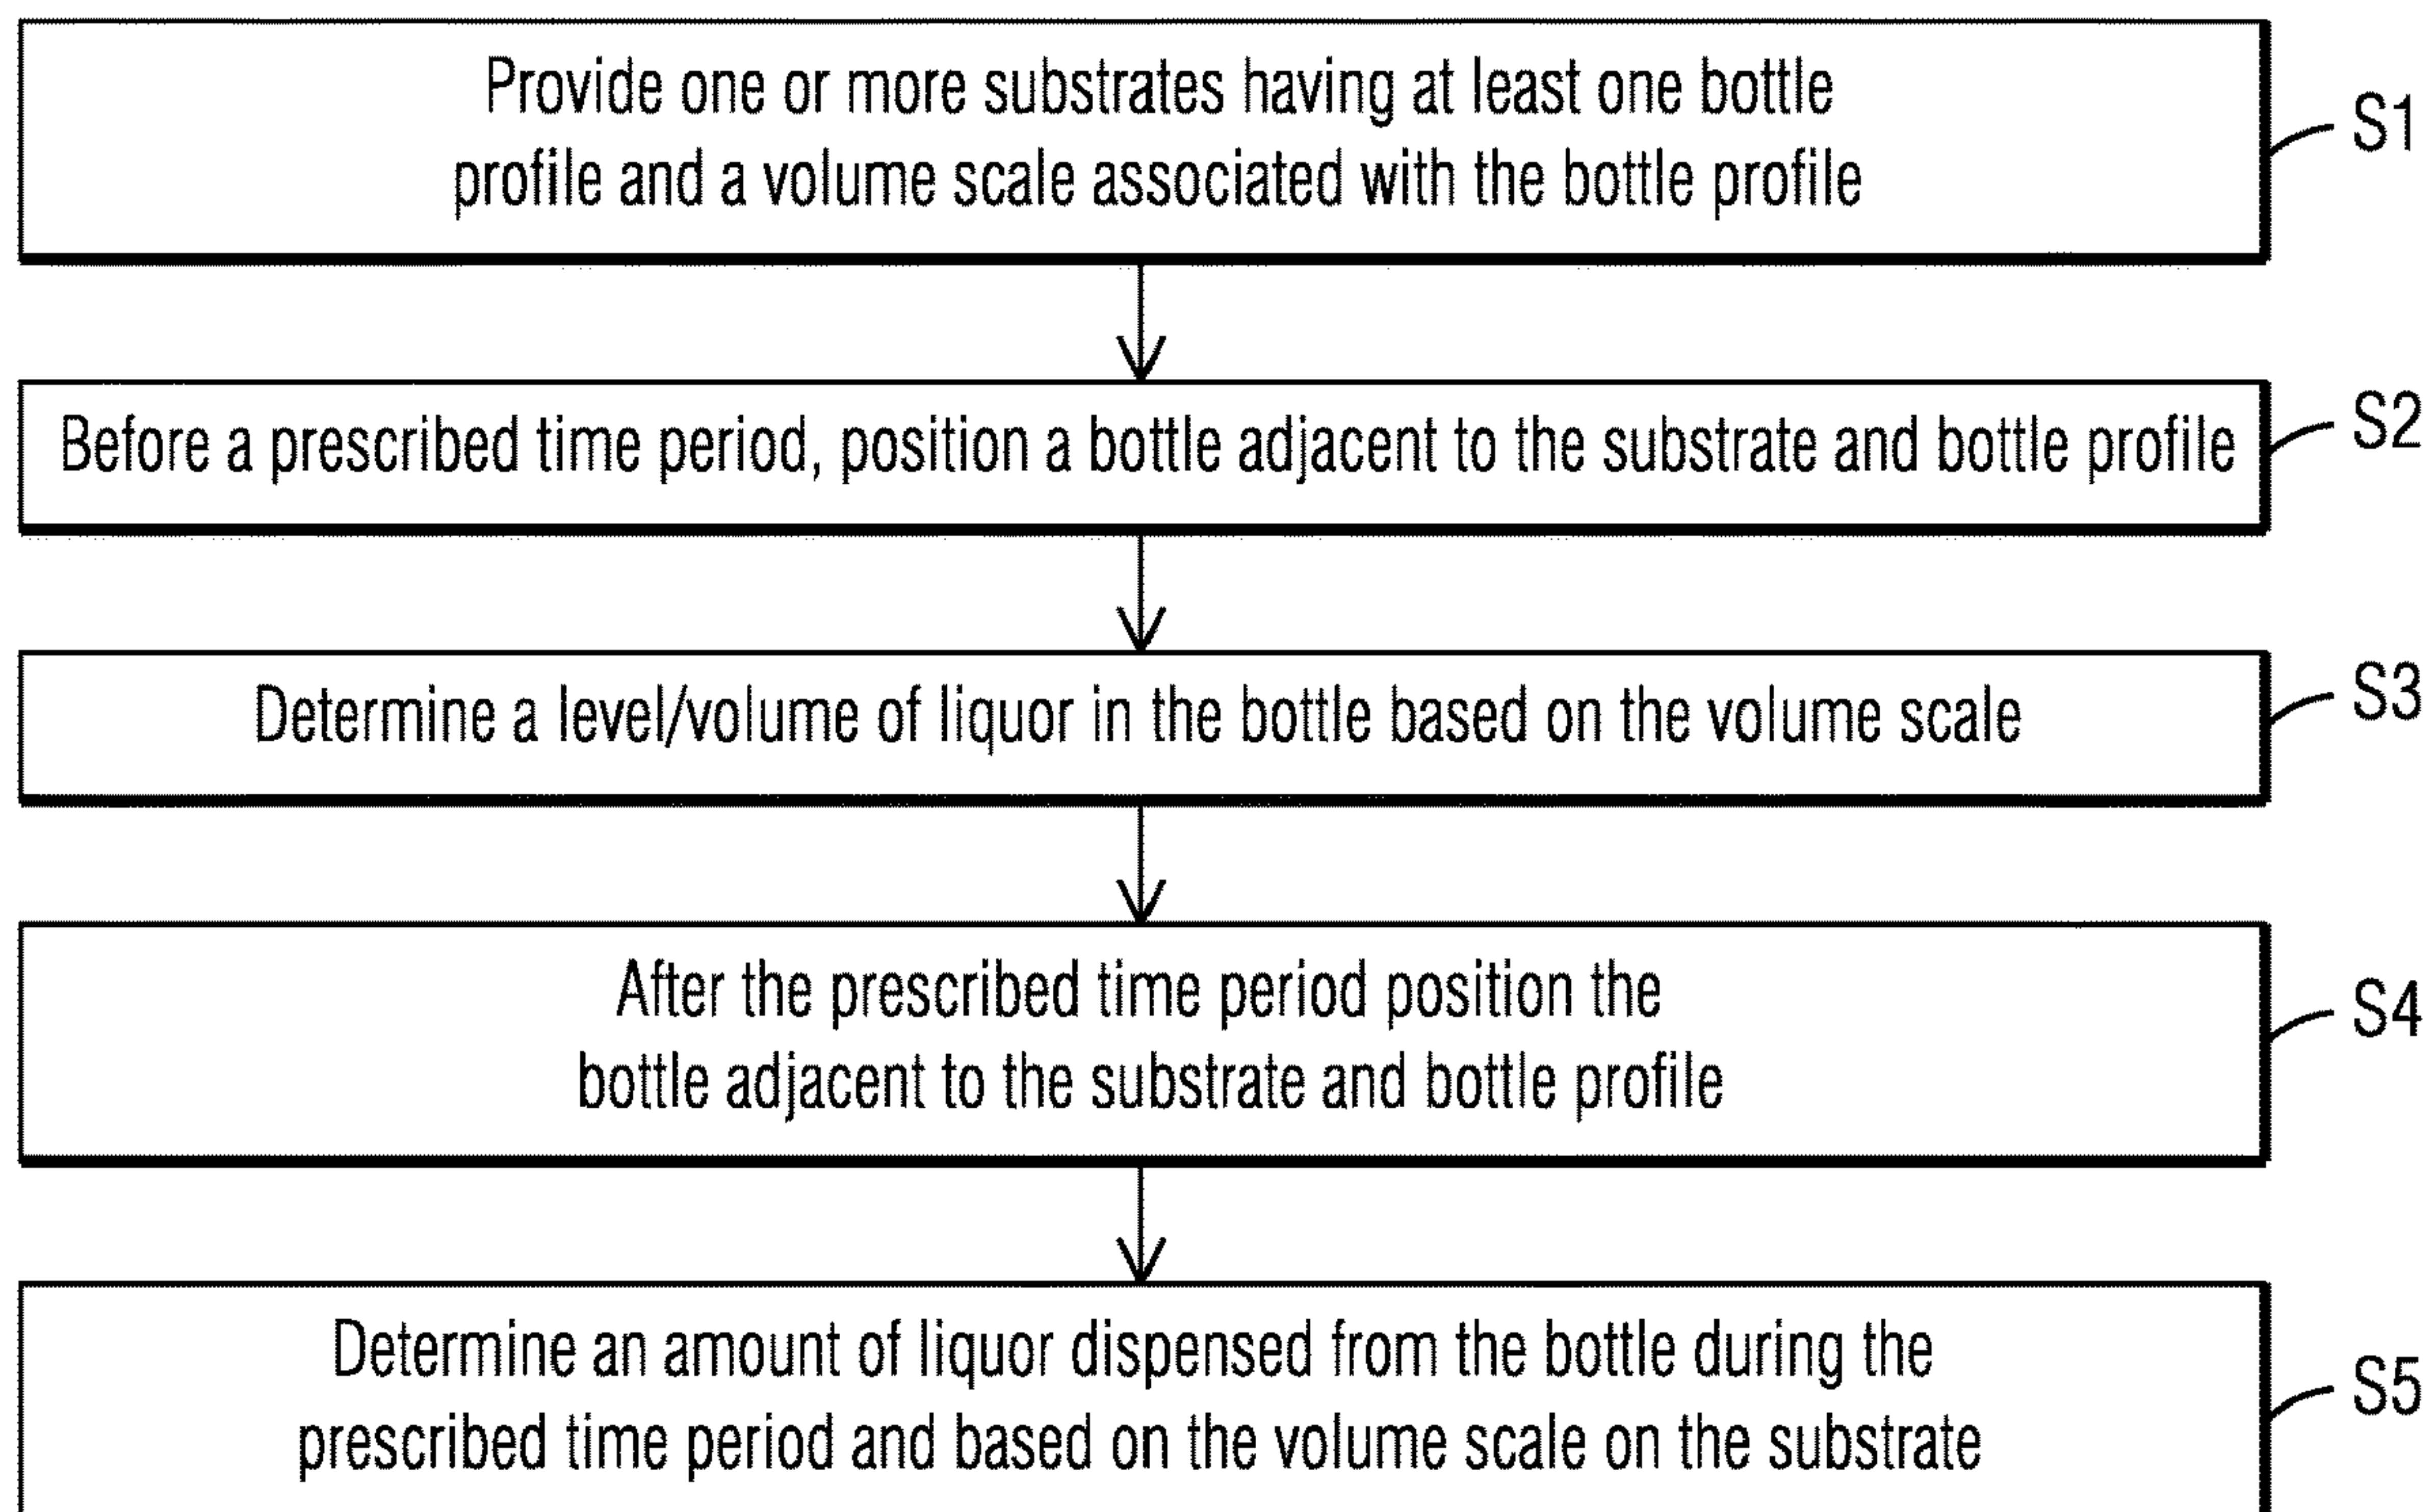 Provide one or more substrates having at least one bottle
profile and a volume scale associated with the bottle profile
S1
Before a prescribed time period, position a bottle adjacent to the substrate and bottle profile
S2
Determine a level/volume of liquor in the bottle based on the volume scale
S3
After the prescribed time period position the
bottle adjacent to the substrate and bottle profile
S4
Determine an amount of liquor dispensed from the bottle during the
prescribed time period and based on the volume scale on the substrate
S5